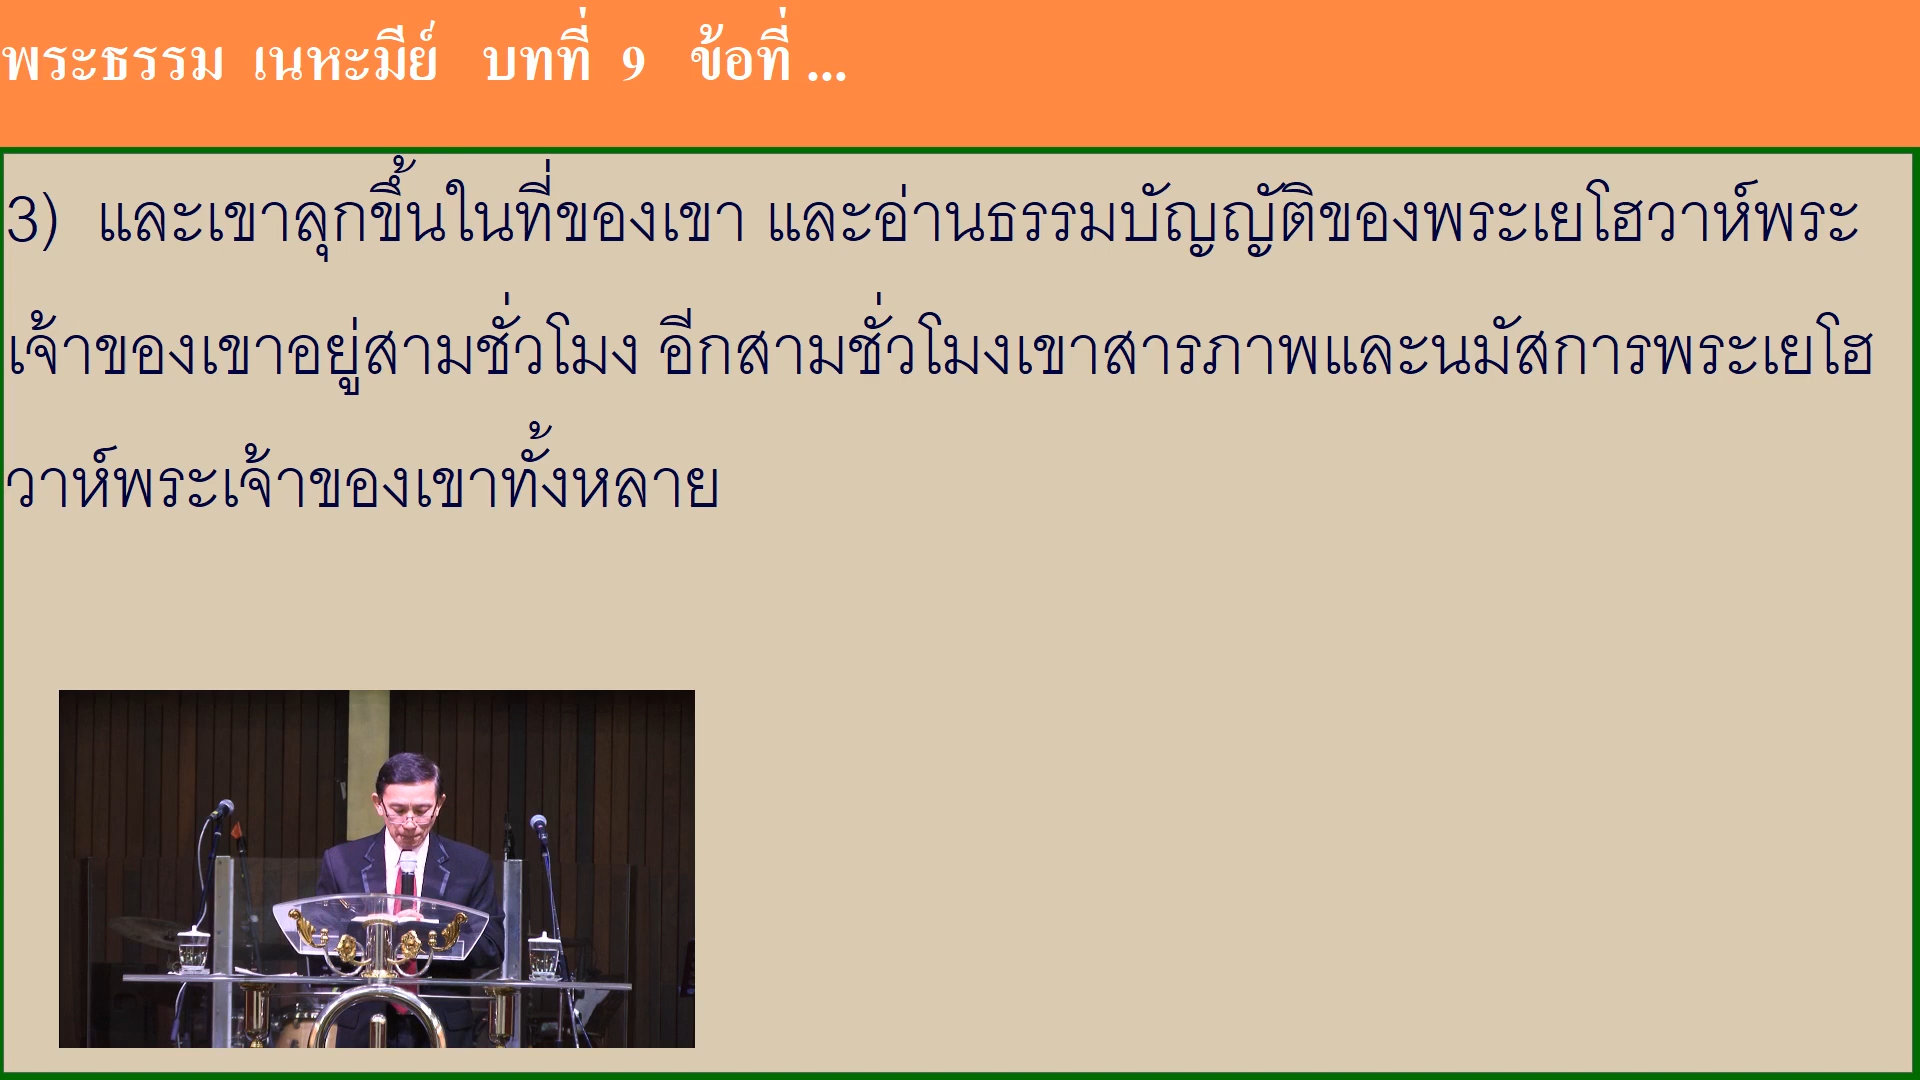 พระธรรม เนหะมีย์ บทที่ 9 ข้อที่ ...
3) และเขาลุกขึ้นในที่ของเขา และอ่านธรรมบัญญัติของพระเยโฮวาห์พระ
เจ้าของเขาอยู่สามชั่วโมง อีกสามชั่วโมงเขาสารภาพและนมัสการพระเยโฮ
วาห์พระเจ้าของเขาทั้งหลาย